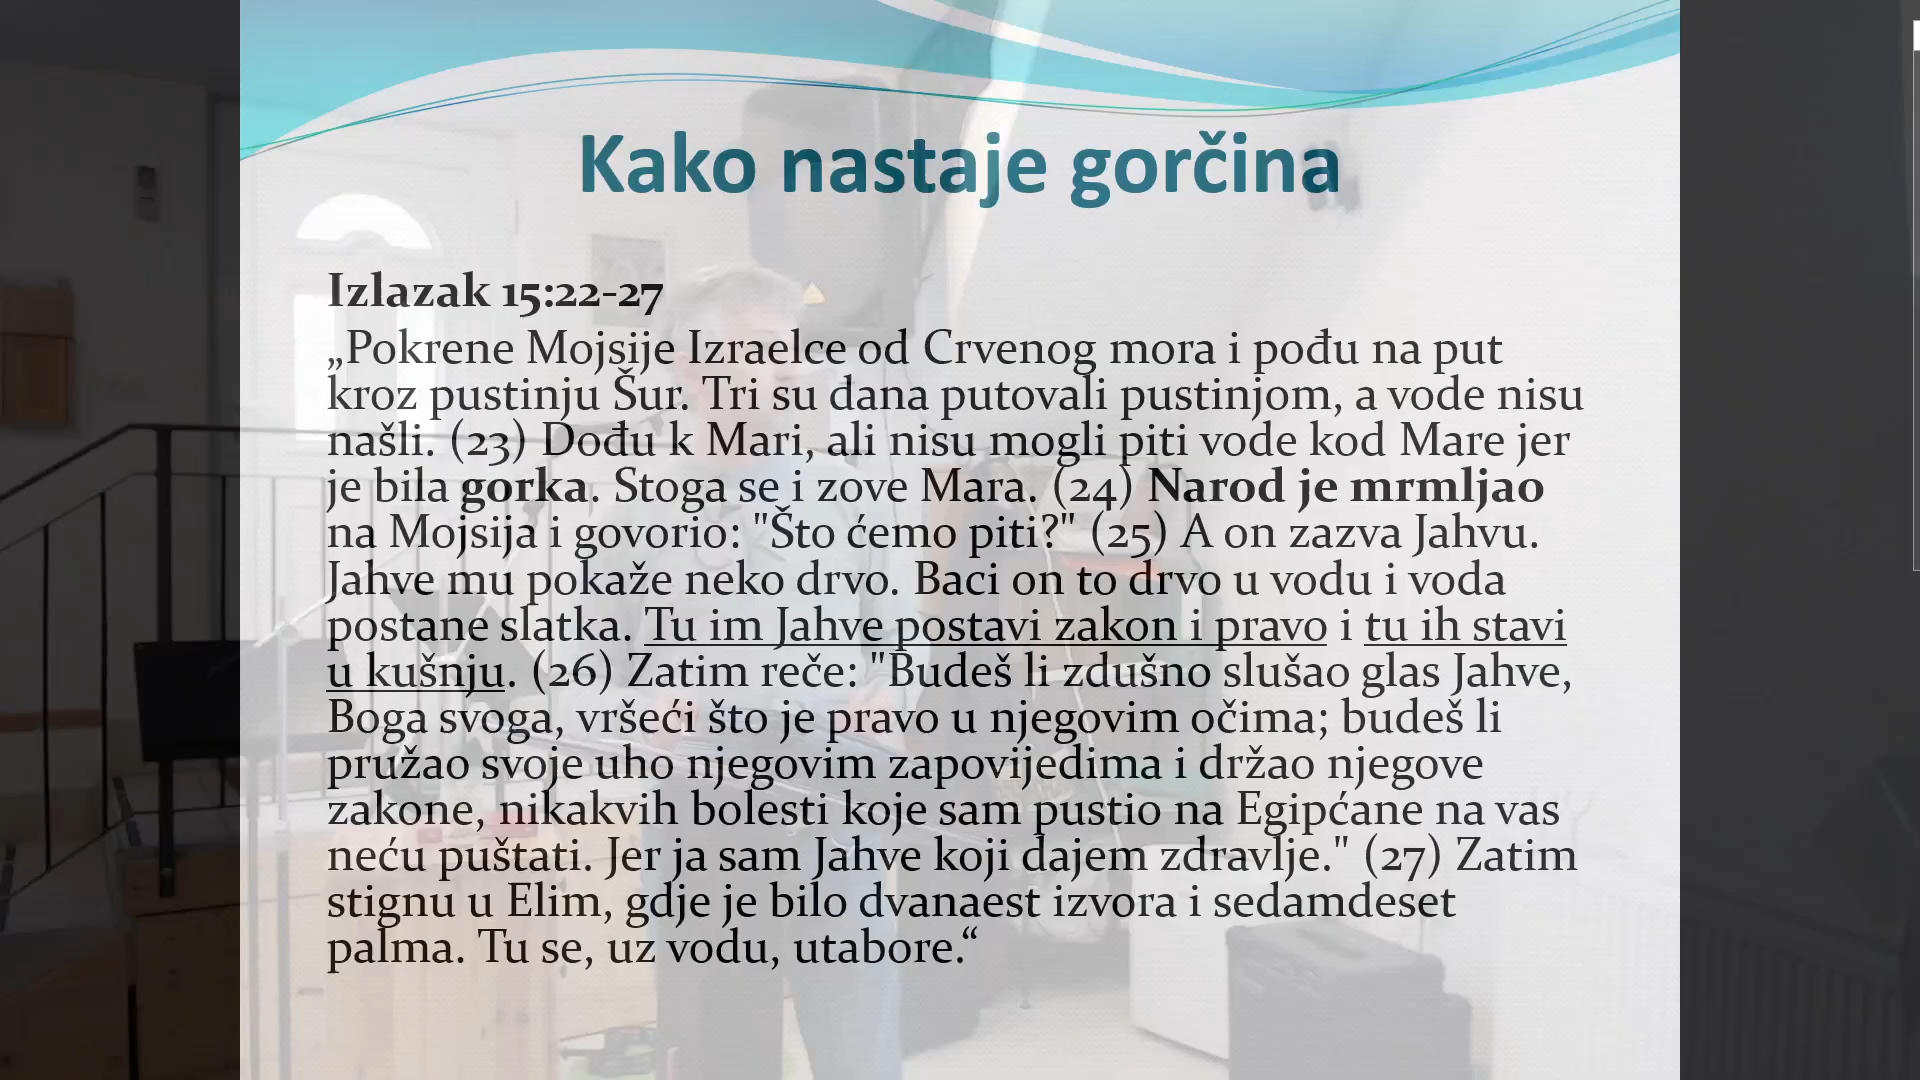 Kako nastaje gorčina
Izlazak 15:22-27
„Pokrene Mojsije Izraelce od Crvenog mora i pođu na put
kroz pustinju Šur. Tri su dana putovali pustinjom, a vode nisu
našli. (23) Dođu k Mari, ali nisu mogli piti vode kod Mare jer
je bila gorka. Stoga se i zove Mara. (24) Narod je mrmljao
na Mojsija i govorio: "Što ćemo piti?" (25) A on zazva Jahvu.
Jahve mu pokaže neko drvo. Baci on to drvo u vodu i voda
postane slatka. Tu im Jahve postavi zakon i pravo i tu ih stavi
u kušnju. (26) Zatim reče: "Budeš li zdušno slušao glas Jahve,
Boga svoga, vršeći što je pravo u njegovim očima; budeš li
pružao svoje uho njegovim zapovijedima i držao njegove
zakone, nikakvih bolesti koje sam pustio na Egipćane na vas
neću puštati. Jer ja sam Jahve koji dajem zdravlje." (27) Zatim
stignu u Elim, gdje je bilo dvanaest izvora i sedamdeset
palma. Tu se, uz vodu, utabore.“